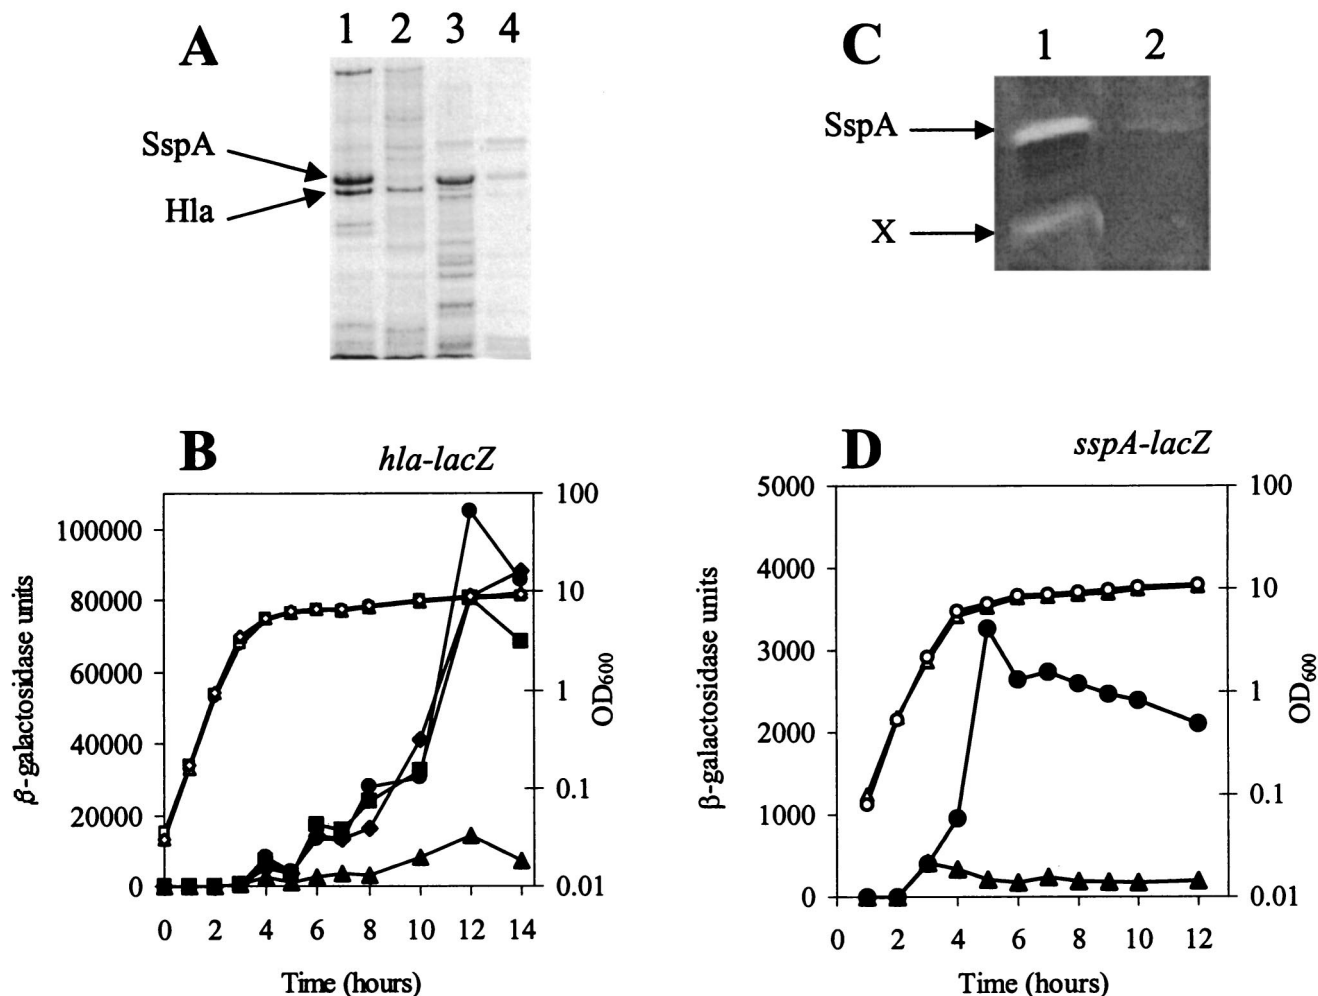 A
1 2 3 4
SspA
Hla
C
1 2
SspA
X
B
hla-lacZ
100000
80000
60000
40000
20000
0
β-galactosidase units
100
10
1
0.1
0.01
OD600
0 2 4 6 8 10 12 14
Time (hours)
D
sspA-lacZ
5000
4000
3000
2000
1000
0
β-galactosidase units
100
10
1
0.1
0.01
OD600
0 2 4 6 8 10 12
Time (hours)